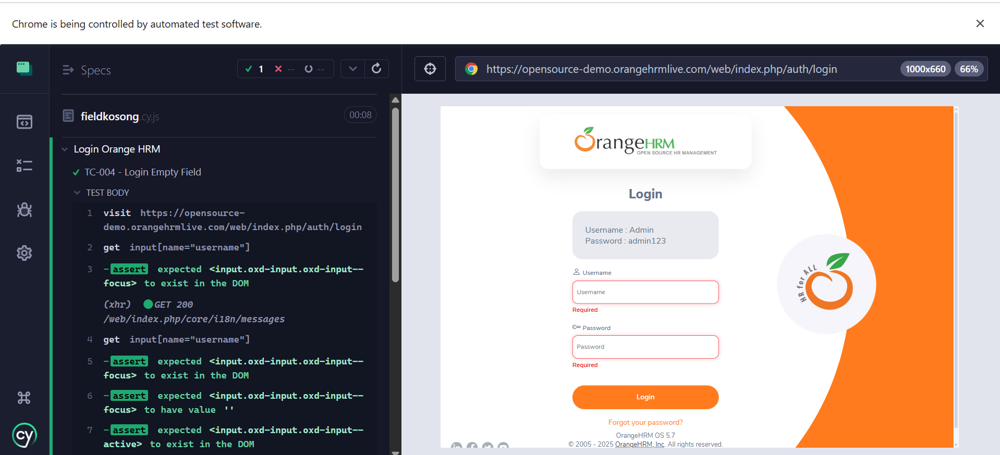 Chrome is being controlled by automated test software.
Specs
1 -- --
https://opensource-demo.orangehrmlive.com/web/index.php/auth/login
1000x660
66%
fieldkosong.cy.js
00:08
Login Orange HRM
TC-004 - Login Empty Field
TEST BODY
1 visit https://opensource-
demo.orangehrmlive.com/web/index.php/auth/login
2 get input[name="username"]
3 -assert expected <input.oxd-input.oxd-input--
focus> to exist in the DOM
(xhr) GET 200
/web/index.php/core/i18n/messages
4 get input[name="username"]
5 -assert expected <input.oxd-input.oxd-input--
focus> to exist in the DOM
6 -assert expected <input.oxd-input.oxd-input--
focus> to have value ''
7 -assert expected <input.oxd-input.oxd-input--
active> to exist in the DOM
cy
OrangeHRM
OPEN SOURCE HR MANAGEMENT
Login
Username : Admin
Password : admin123
Username
Username
Required
Password
Password
Required
Login
Forgot your password?
OrangeHRM OS 5.7
© 2005 - 2025 OrangeHRM, Inc. All rights reserved.
HR for ALL